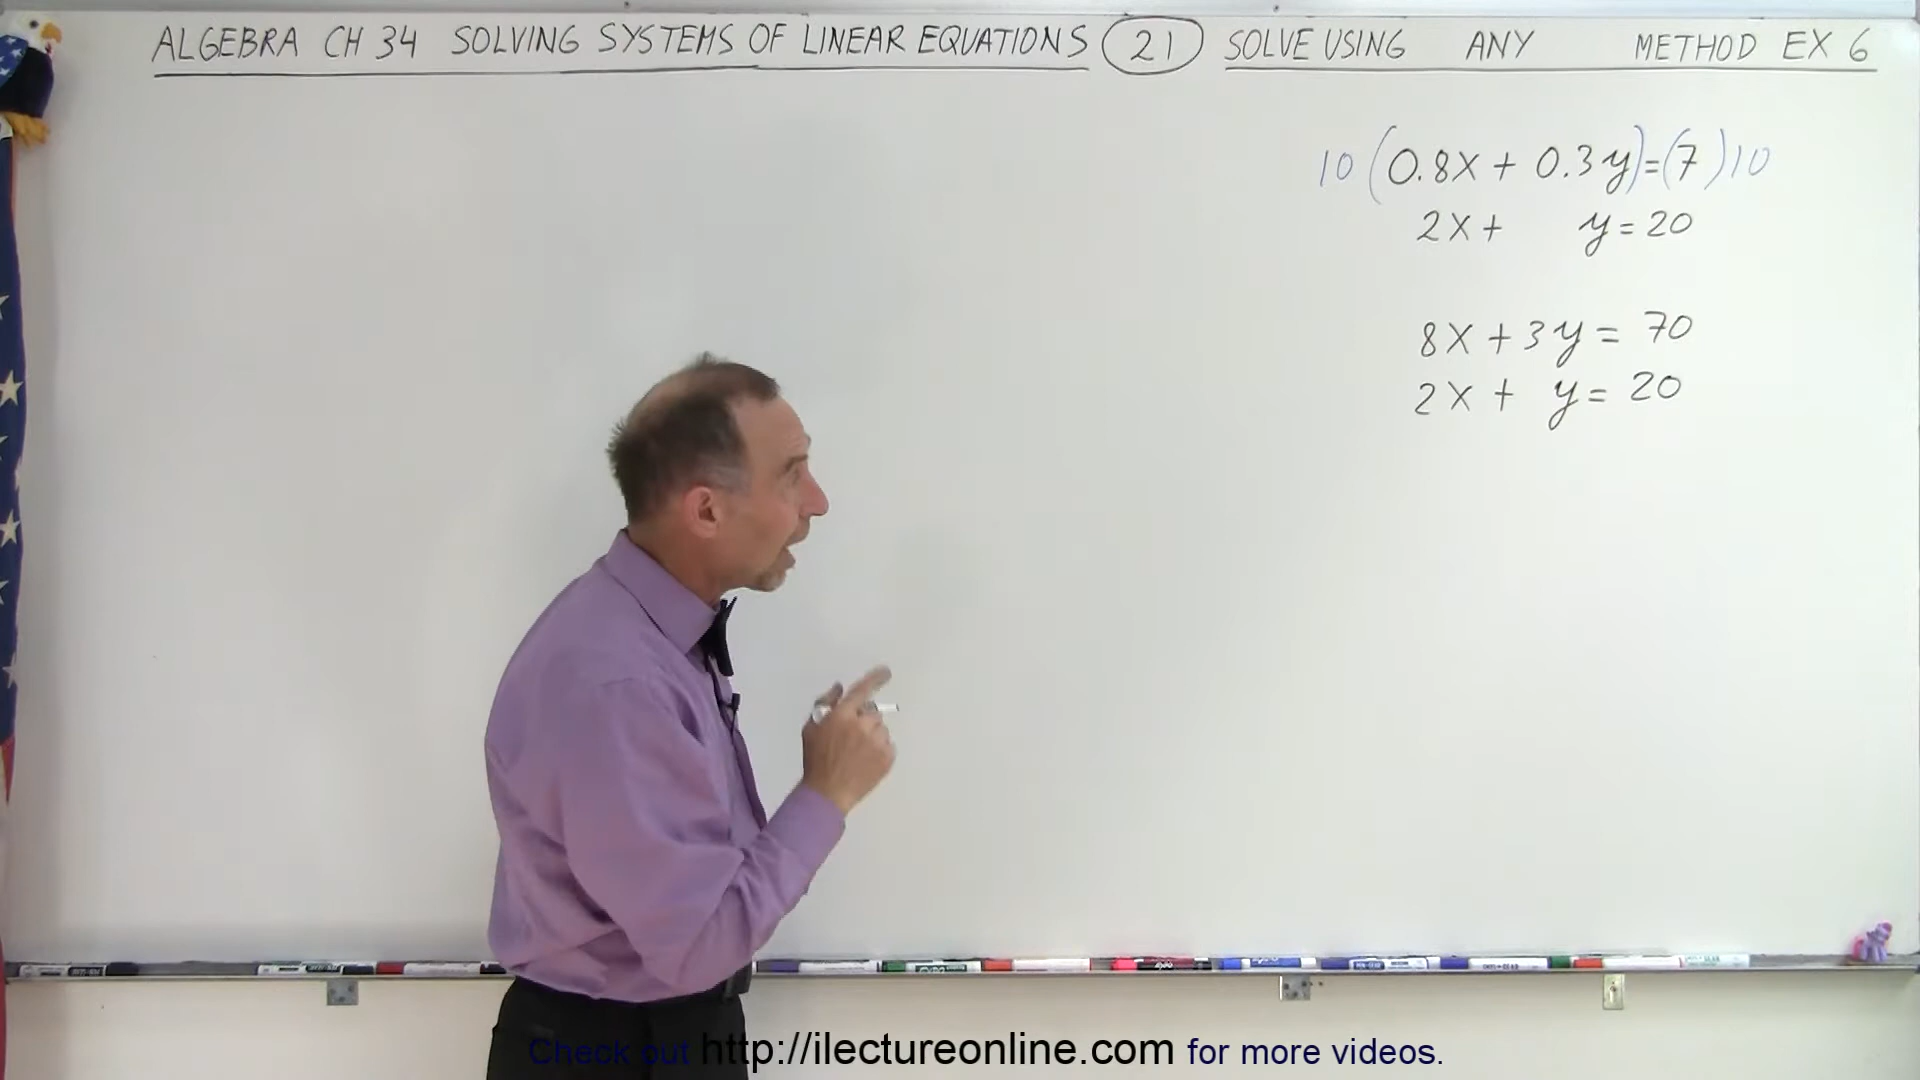 ALGEBRA CH 34 SOLVING SYSTEMS OF LINEAR EQUATIONS 21 SOLVE USING ANY METHOD EX 6
10 (0.8X + 0.3y) = (7) 10
2X + y = 20
8X + 3y = 70
2X + y = 20
Check out http://ilectureonline.com for more videos.